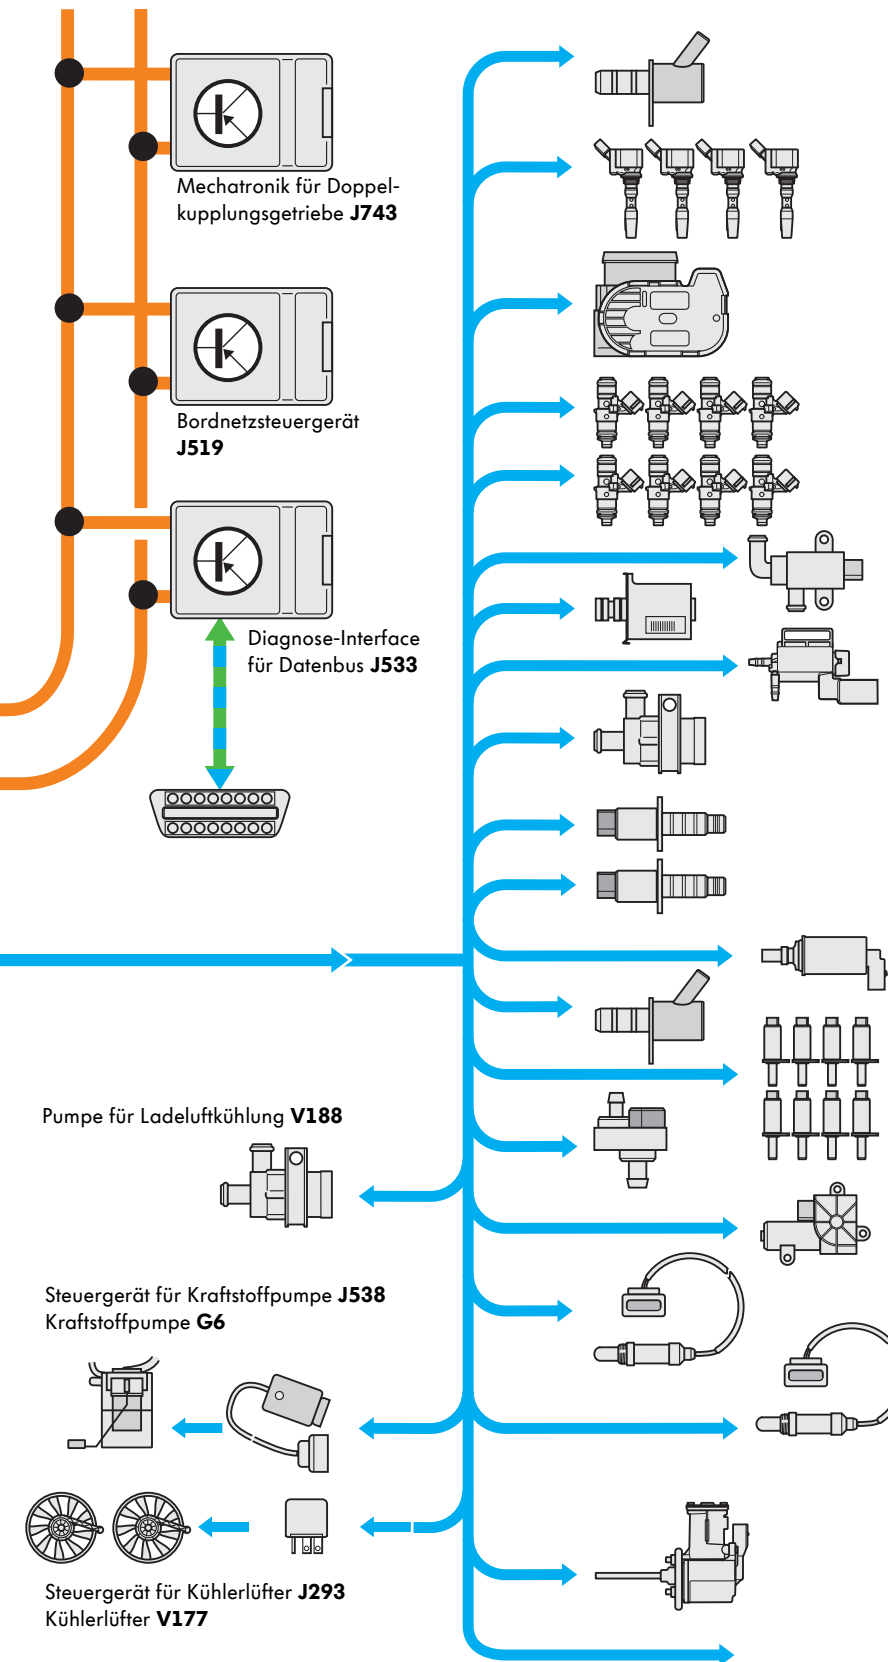 Mechatronik für Doppel-
kupplungsgetriebe J743
Bordnetzsteuergerät
J519
Diagnose-Interface
für Datenbus J533
Pumpe für Ladeluftkühlung V188
Steuergerät für Kraftstoffpumpe J538
Kraftstoffpumpe G6
Steuergerät für Kühlerlüfter J293
Kühlerlüfter V177